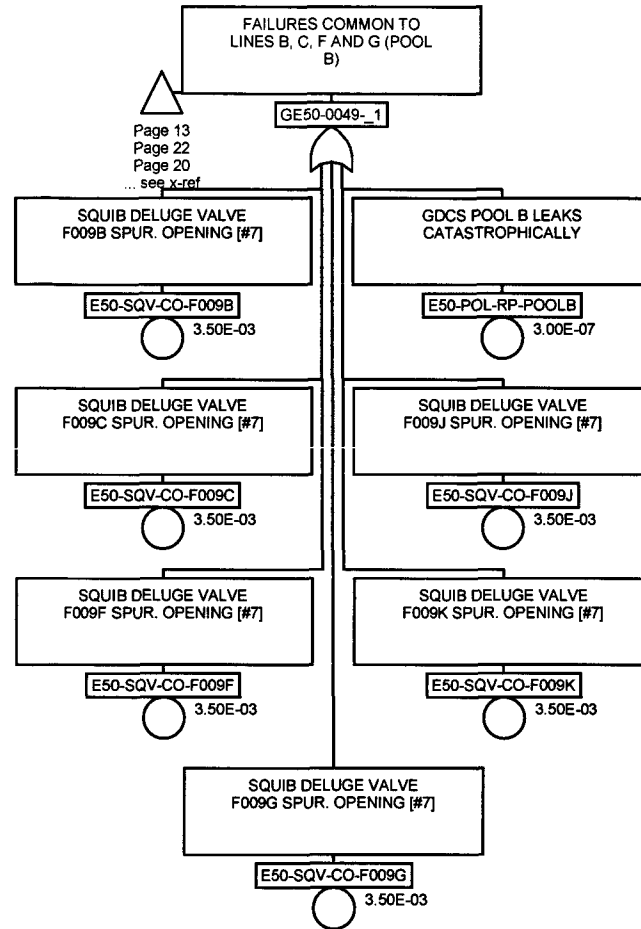 FAILURES COMMON TO
LINES B, C, F AND G (POOL
B)
GE50-0049-_1
Page 13
Page 22
Page 20
... see x-ref
SQUIB DELUGE VALVE
F009B SPUR. OPENING [#7]
E50-SQV-CO-F009B
3.50E-03
GDCS POOL B LEAKS
CATASTROPHICALLY
E50-POL-RP-POOLB
3.00E-07
SQUIB DELUGE VALVE
F009C SPUR. OPENING [#7]
E50-SQV-CO-F009C
3.50E-03
SQUIB DELUGE VALVE
F009J SPUR. OPENING [#7]
E50-SQV-CO-F009J
3.50E-03
SQUIB DELUGE VALVE
F009F SPUR. OPENING [#7]
E50-SQV-CO-F009F
3.50E-03
SQUIB DELUGE VALVE
F009K SPUR. OPENING [#7]
E50-SQV-CO-F009K
3.50E-03
SQUIB DELUGE VALVE
F009G SPUR. OPENING [#7]
E50-SQV-CO-F009G
3.50E-03